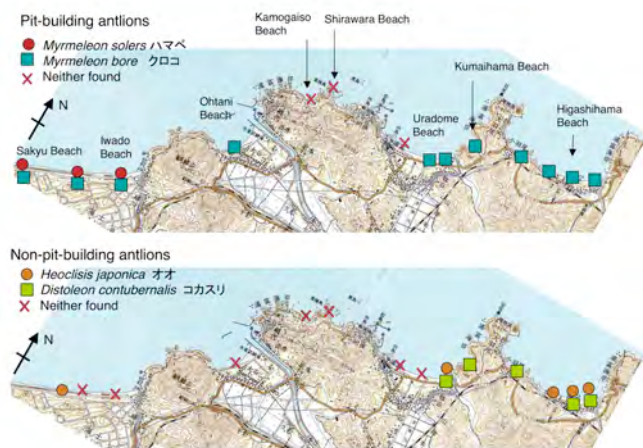 Pit-building antlions
Myrmeleon solers ハマベ
Myrmeleon bore クロコ
Neither found
Kamogaiso
Beach
Shirawara Beach
Kumaihama Beach
N
Ohtani
Beach
Uradome
Beach
Higashihama
Beach
Sakyu Beach
Iwado
Beach
Non-pit-building antlions
Heoclisis japonica オオ
Distoleon contubernalis コカスリ
Neither found
N